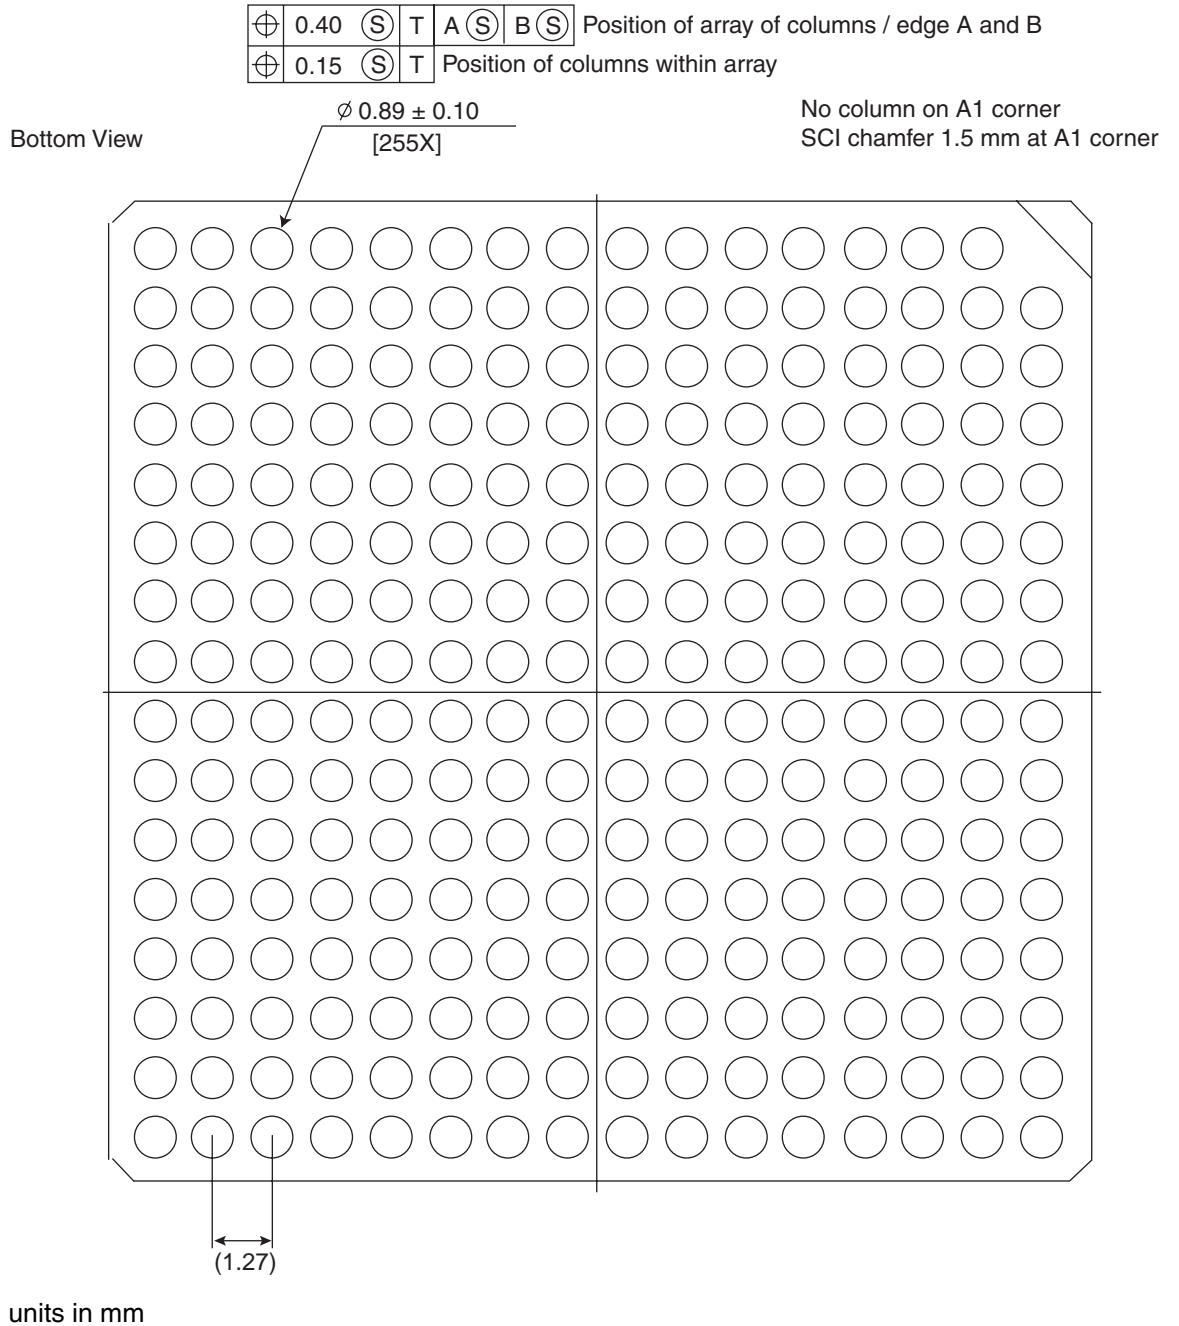 ⌖ 0.40 Ⓢ T A Ⓢ B Ⓢ Position of array of columns / edge A and B
⌖ 0.15 Ⓢ T Position of columns within array
⌀ 0.89 ± 0.10
[255X]
No column on A1 corner
SCI chamfer 1.5 mm at A1 corner
Bottom View
(1.27)
units in mm